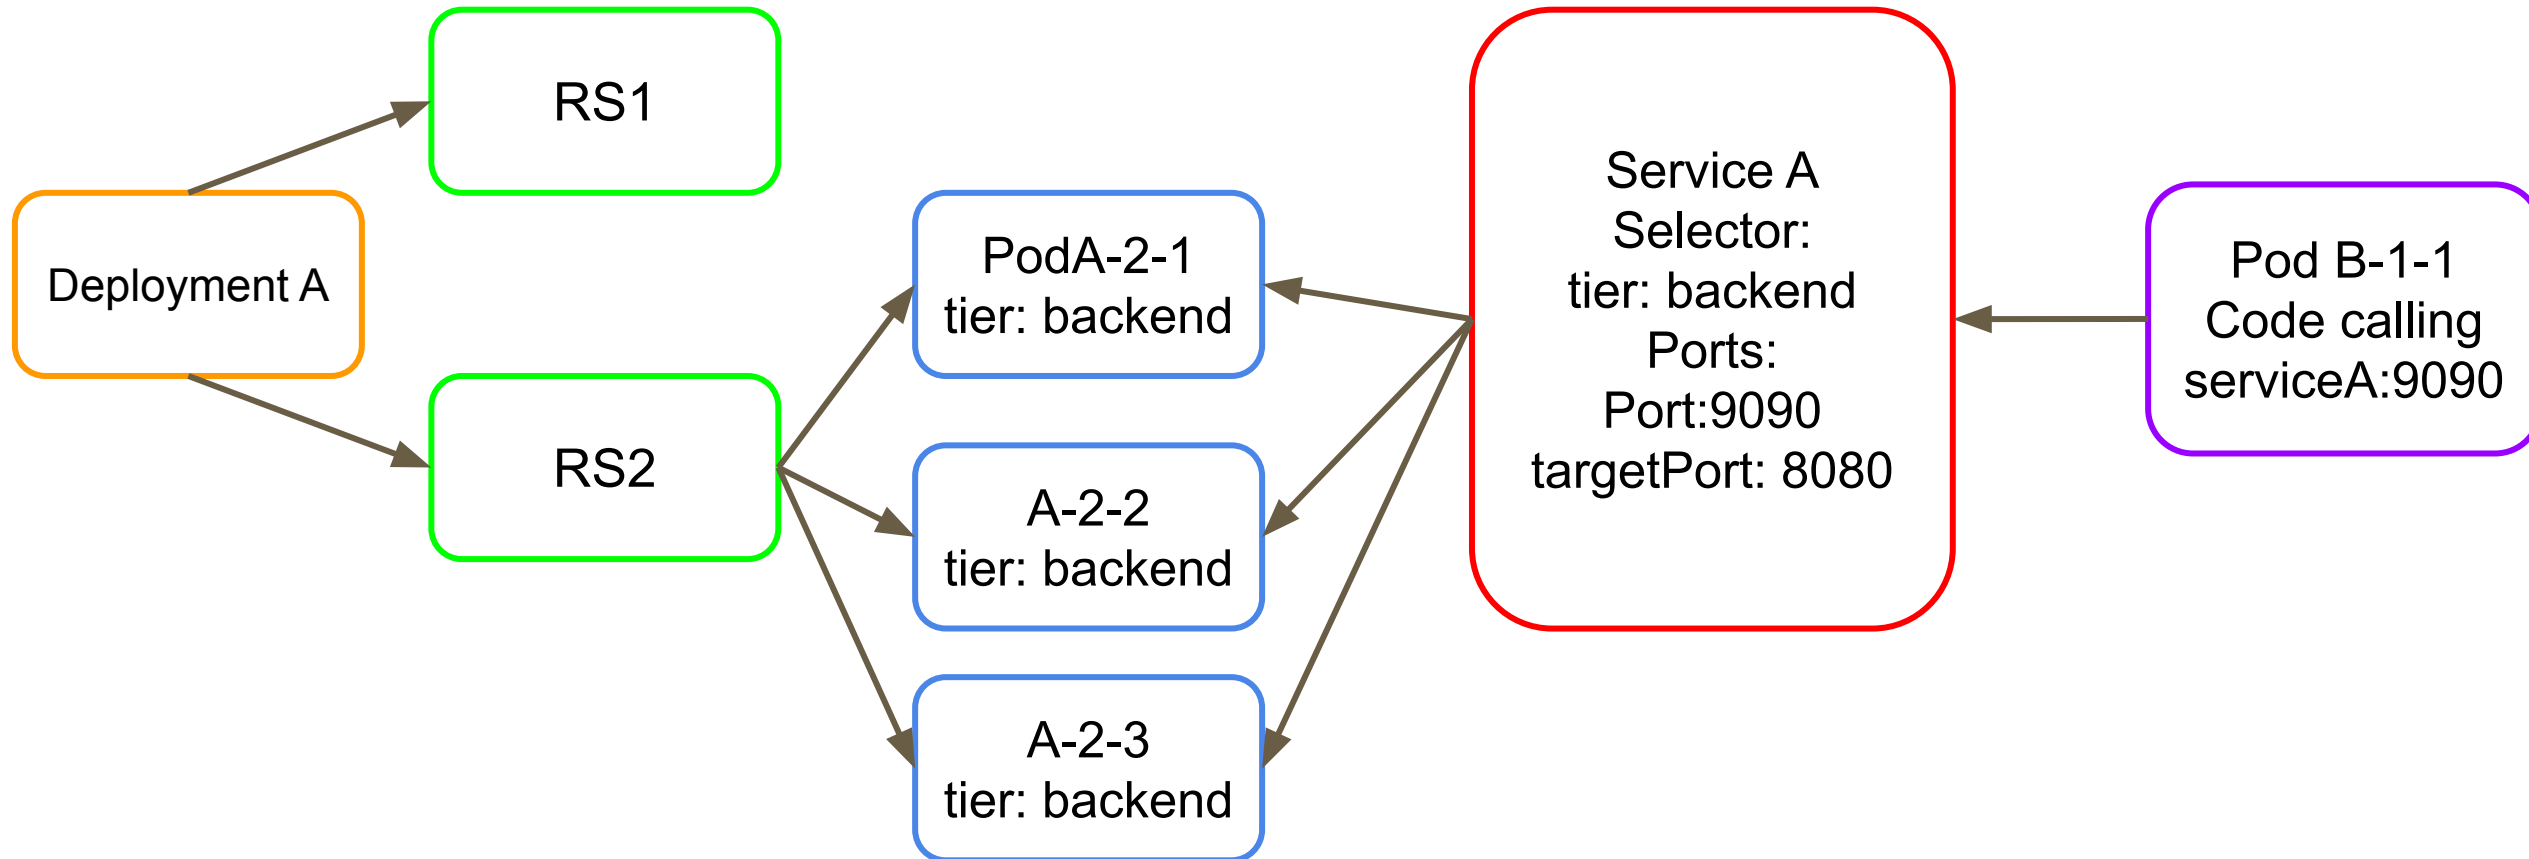 RS1
Deployment A
RS2
PodA-2-1
tier: backend
A-2-2
tier: backend
A-2-3
tier: backend
Service A
Selector:
tier: backend
Ports:
Port:9090
targetPort: 8080
Pod B-1-1
Code calling
serviceA:9090